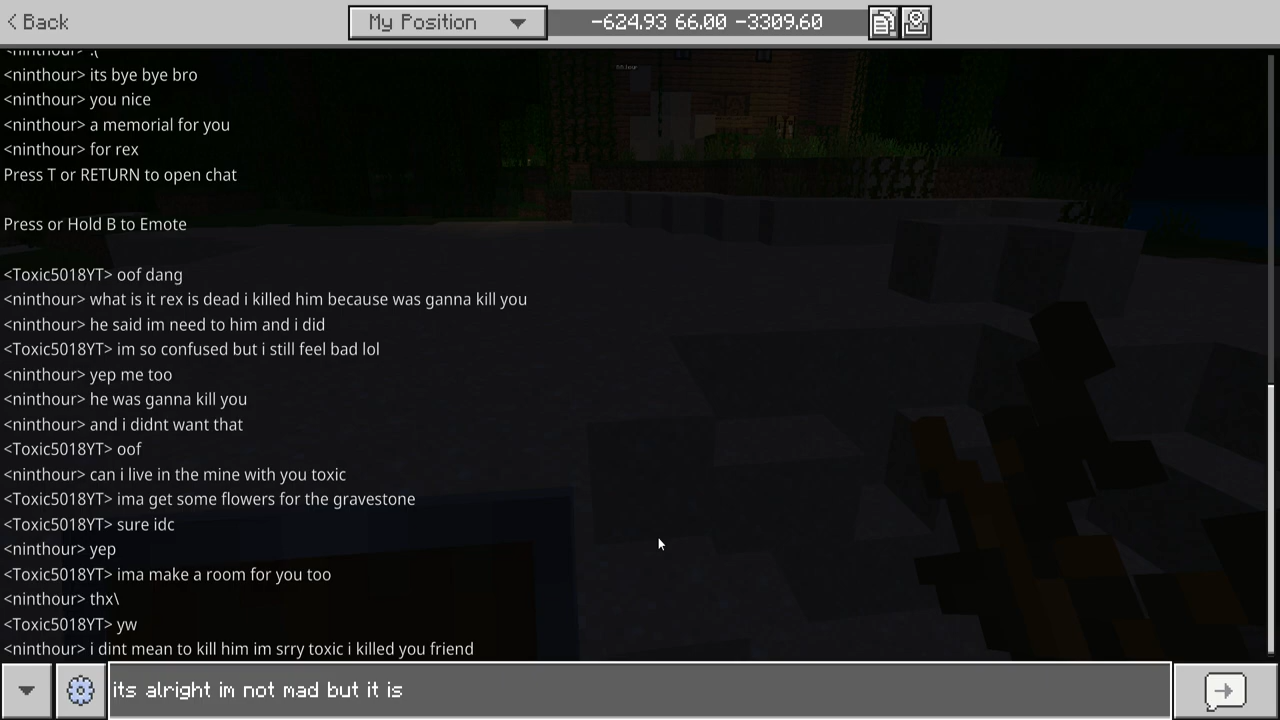 < Back
My Position
-624.93 66.00 -3309.60
<ninthour> :(
<ninthour> its bye bye bro
<ninthour> you nice
<ninthour> a memorial for you
<ninthour> for rex
Press T or RETURN to open chat
Press or Hold B to Emote
<Toxic5018YT> oof dang
<ninthour> what is it rex is dead i killed him because was ganna kill you
<ninthour> he said im need to him and i did
<Toxic5018YT> im so confused but i still feel bad lol
<ninthour> yep me too
<ninthour> he was ganna kill you
<ninthour> and i didnt want that
<Toxic5018YT> oof
<ninthour> can i live in the mine with you toxic
<Toxic5018YT> ima get some flowers for the gravestone
<Toxic5018YT> sure idc
<ninthour> yep
<Toxic5018YT> ima make a room for you too
<ninthour> thx\
<Toxic5018YT> yw
<ninthour> i dint mean to kill him im srry toxic i killed you friend
its alright im not mad but it is